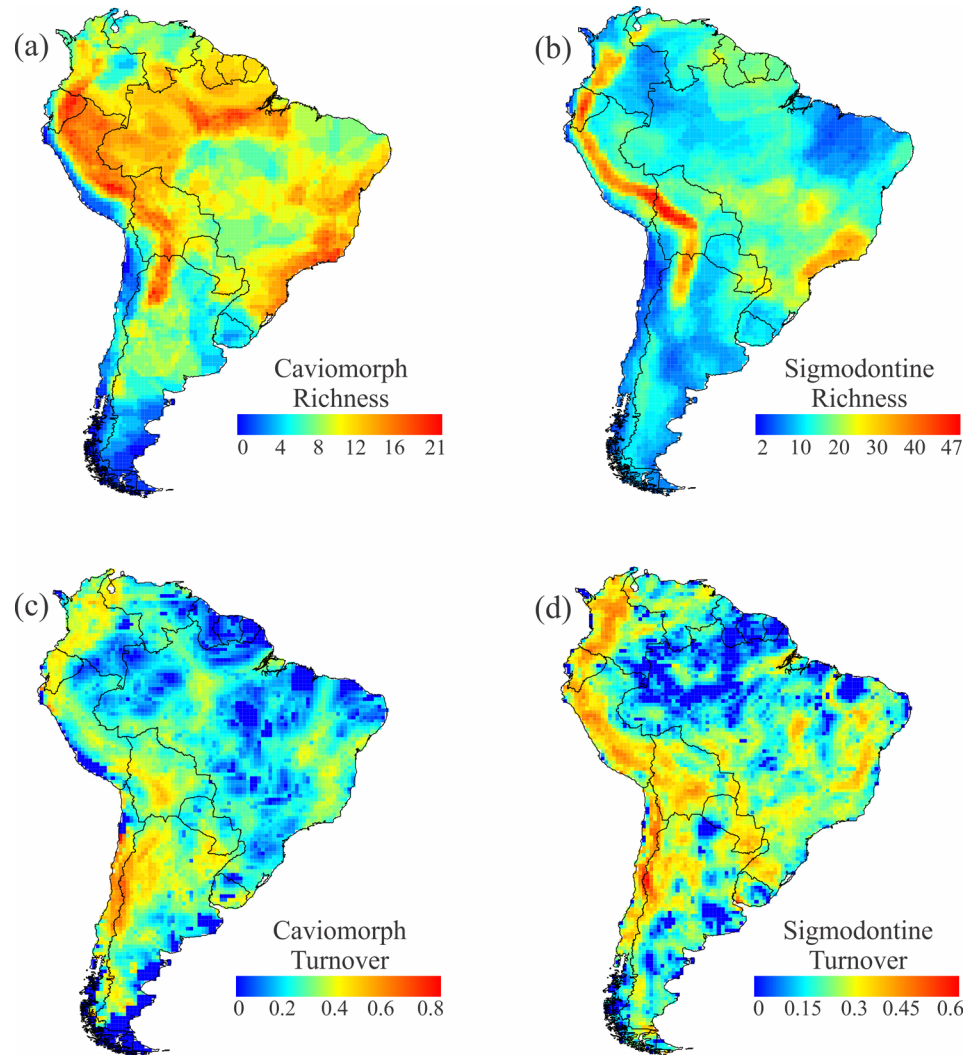 (a)
Caviomorph
Richness
0 4 8 12 16 21
(b)
Sigmodontine
Richness
2 10 20 30 40 47
(c)
Caviomorph
Turnover
0 0.2 0.4 0.6 0.8
(d)
Sigmodontine
Turnover
0 0.15 0.3 0.45 0.6